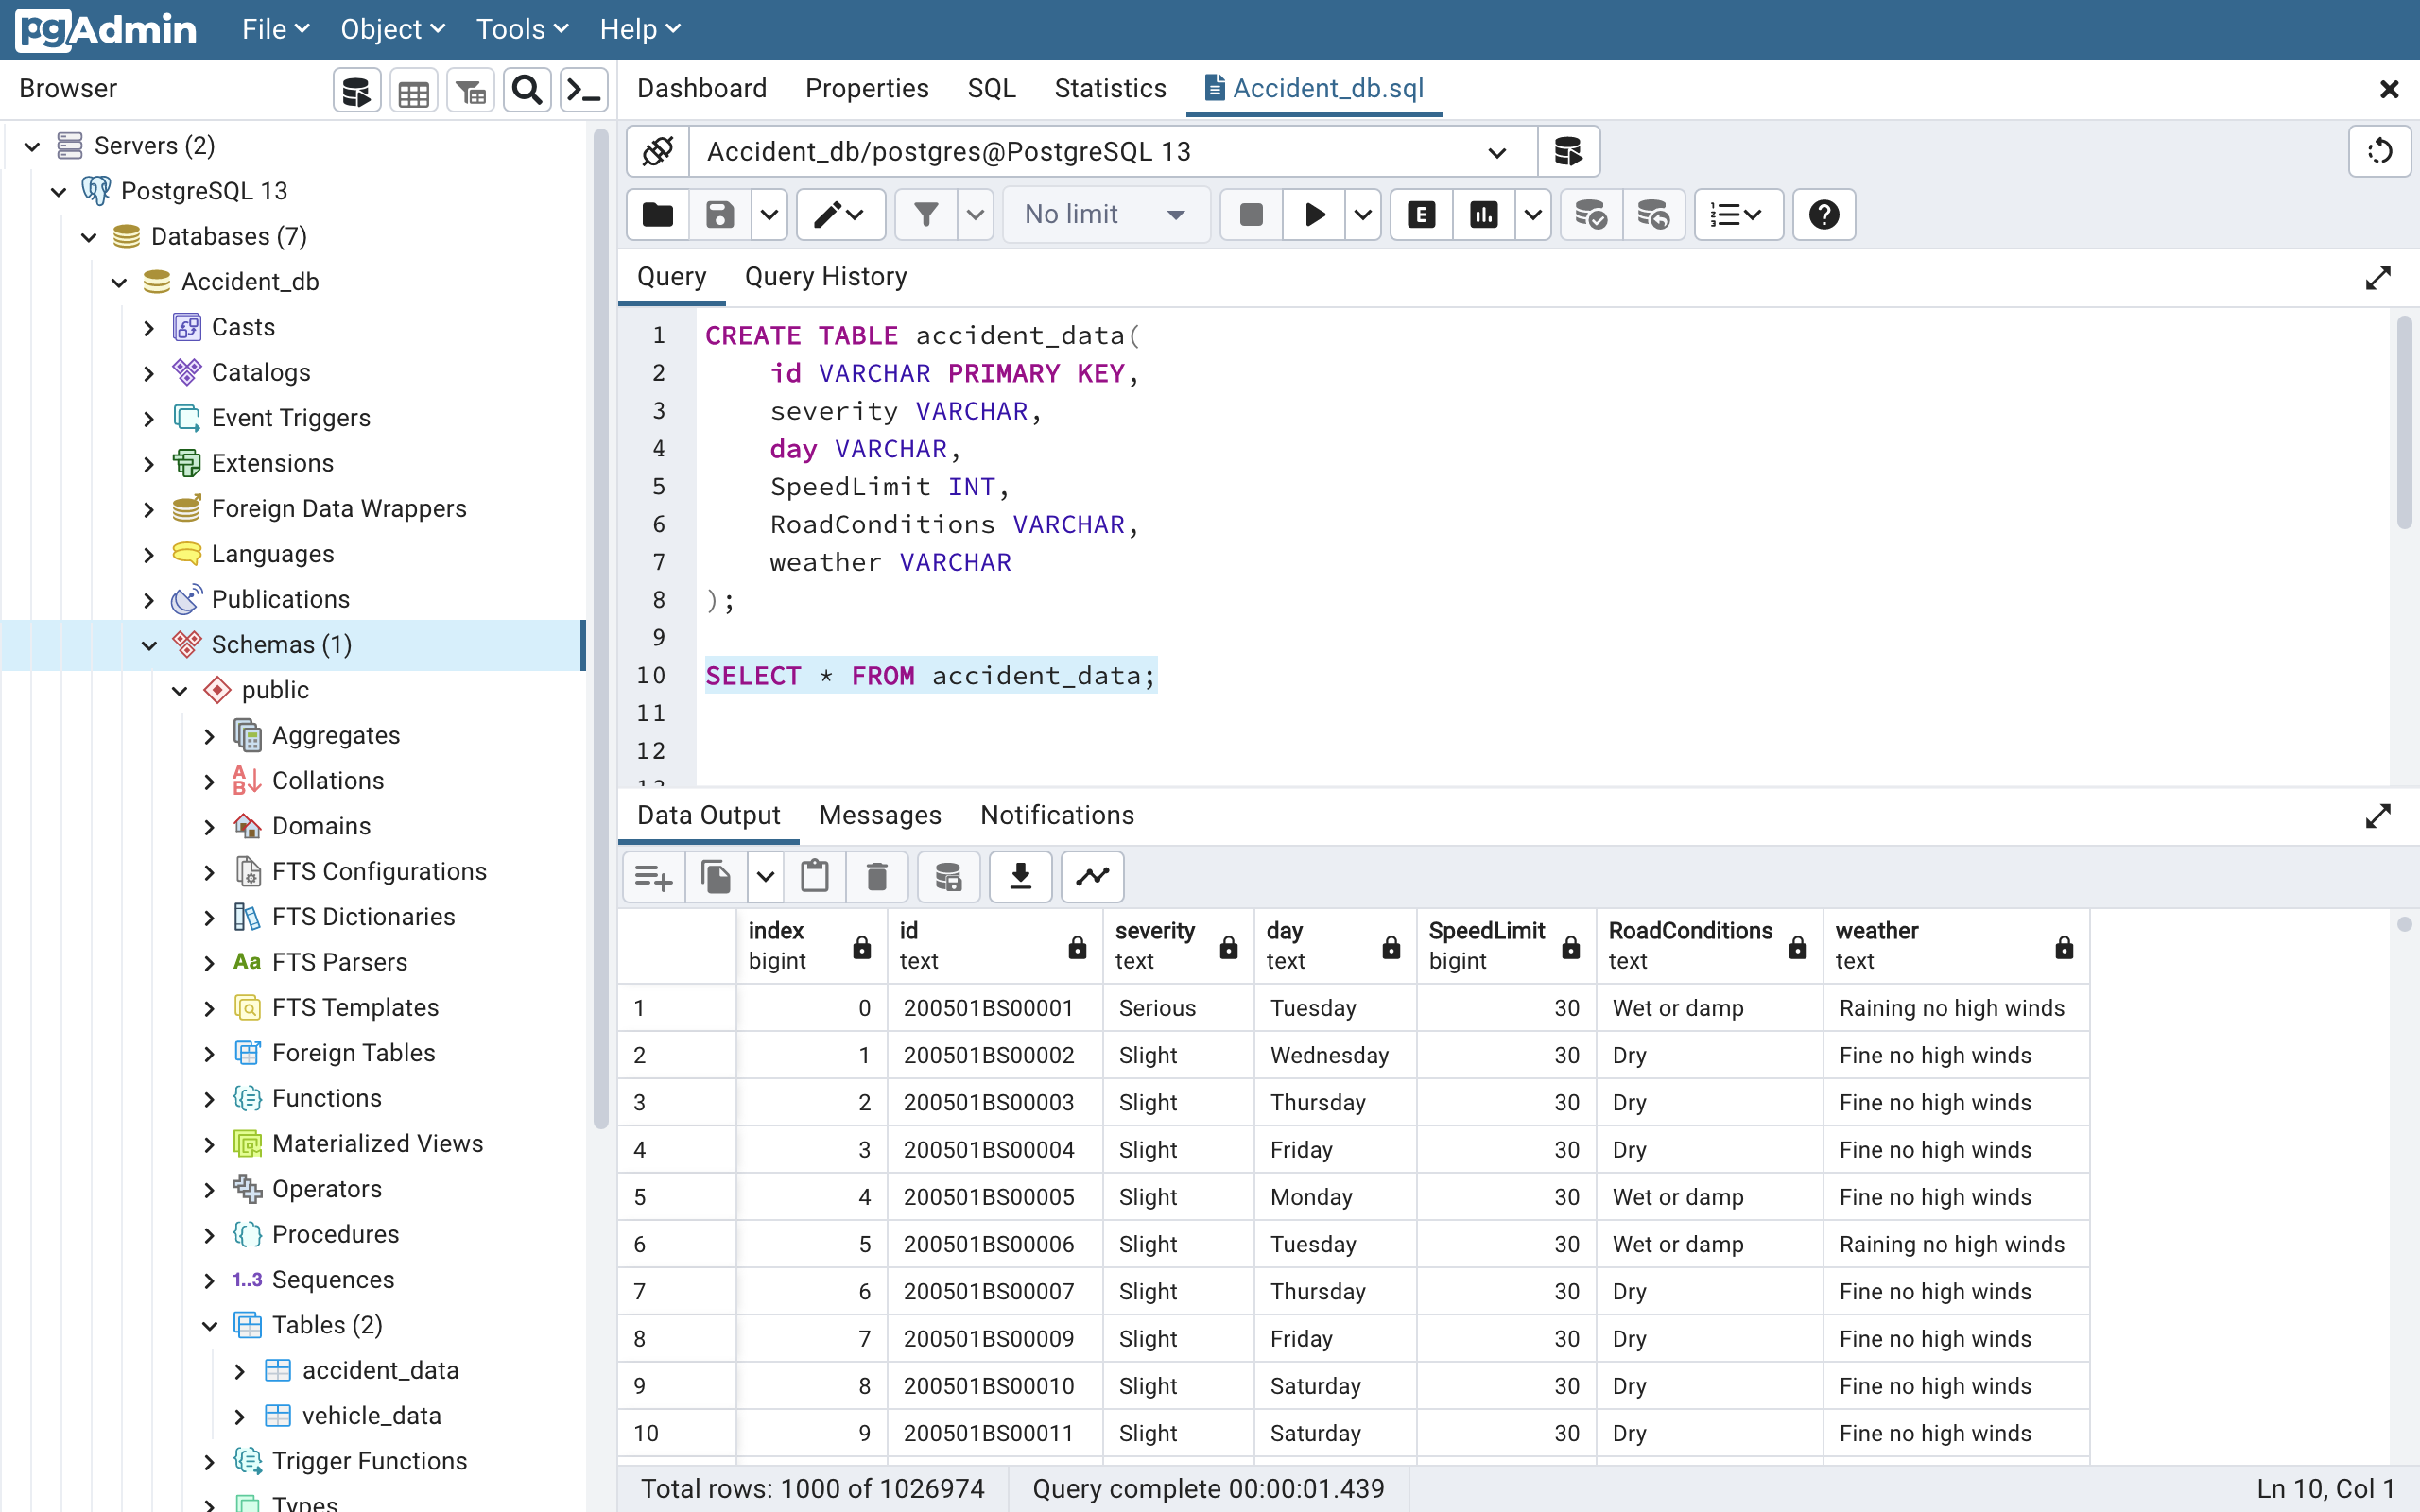 pgAdmin File Object Tools Help
Browser
Dashboard Properties SQL Statistics Accident_db.sql
Servers (2)
PostgreSQL 13
Databases (7)
Accident_db
Casts
Catalogs
Event Triggers
Extensions
Foreign Data Wrappers
Languages
Publications
Schemas (1)
public
Aggregates
Collations
Domains
FTS Configurations
FTS Dictionaries
Aa FTS Parsers
FTS Templates
Foreign Tables
Functions
Materialized Views
Operators
Procedures
1..3 Sequences
Tables (2)
accident_data
vehicle_data
Trigger Functions
Types
Accident_db/postgres@PostgreSQL 13
No limit
Query Query History
1 CREATE TABLE accident_data(
2 id VARCHAR PRIMARY KEY,
3 severity VARCHAR,
4 day VARCHAR,
5 SpeedLimit INT,
6 RoadConditions VARCHAR,
7 weather VARCHAR
8 );
9
10 SELECT * FROM accident_data;
11
12
Data Output Messages Notifications
index id severity day SpeedLimit RoadConditions weather
bigint text text text bigint text text
1 0 200501BS00001 Serious Tuesday 30 Wet or damp Raining no high winds
2 1 200501BS00002 Slight Wednesday 30 Dry Fine no high winds
3 2 200501BS00003 Slight Thursday 30 Dry Fine no high winds
4 3 200501BS00004 Slight Friday 30 Dry Fine no high winds
5 4 200501BS00005 Slight Monday 30 Wet or damp Fine no high winds
6 5 200501BS00006 Slight Tuesday 30 Wet or damp Raining no high winds
7 6 200501BS00007 Slight Thursday 30 Dry Fine no high winds
8 7 200501BS00009 Slight Friday 30 Dry Fine no high winds
9 8 200501BS00010 Slight Saturday 30 Dry Fine no high winds
10 9 200501BS00011 Slight Saturday 30 Dry Fine no high winds
Total rows: 1000 of 1026974 Query complete 00:00:01.439 Ln 10, Col 1